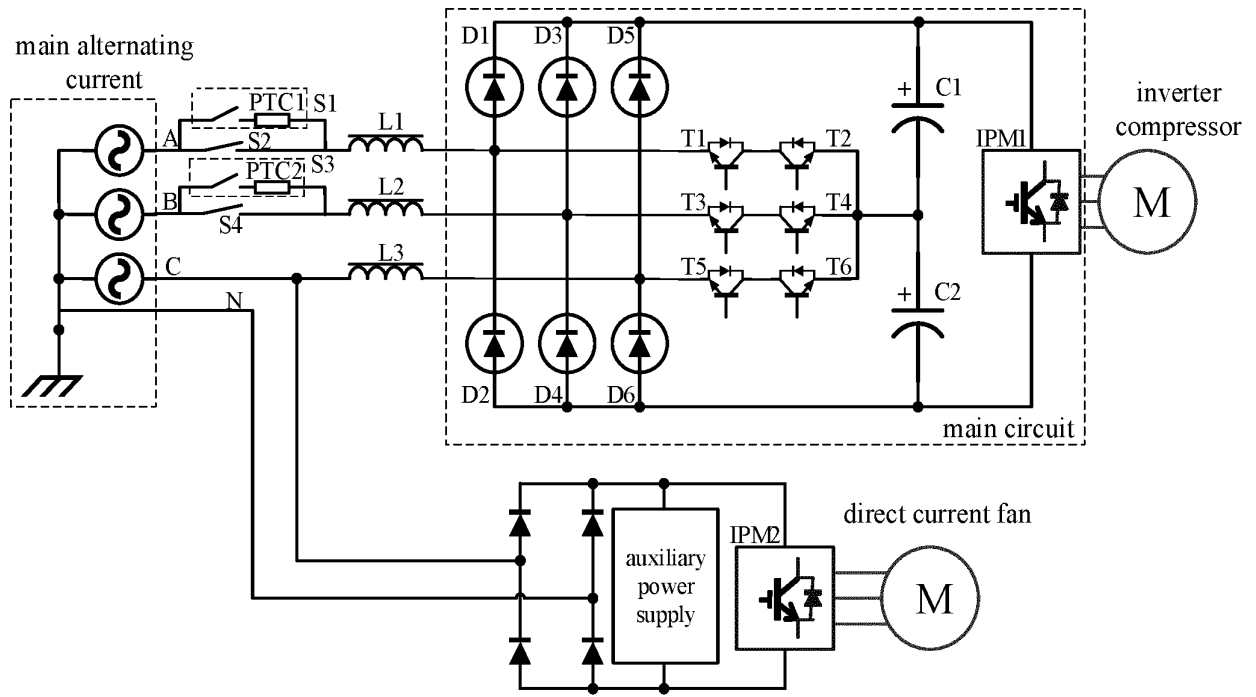 main alternating
current
A
PTC1
S1
S2
L1
B
PTC2
S3
S4
L2
C
L3
N
D1
D3
D5
T1
T2
T3
T4
T5
T6
D2
D4
D6
+
C1
+
C2
IPM1
inverter
compressor
M
main circuit
auxiliary
power
supply
IPM2
direct current fan
M